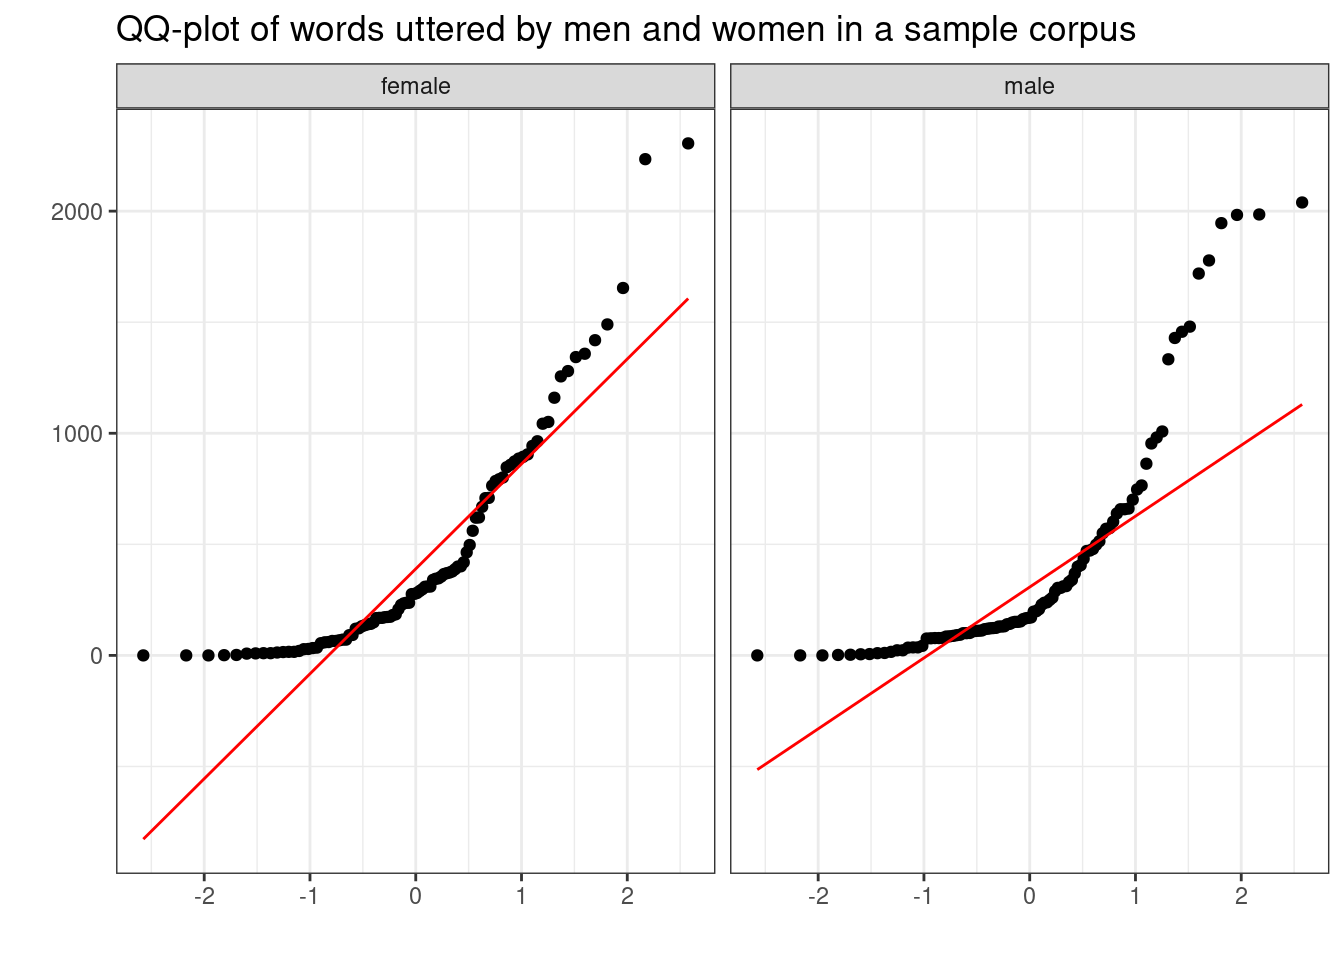 QQ-plot of words uttered by men and women in a sample corpus
female male
2000
1000
0
-2 -1 0 1 2 -2 -1 0 1 2